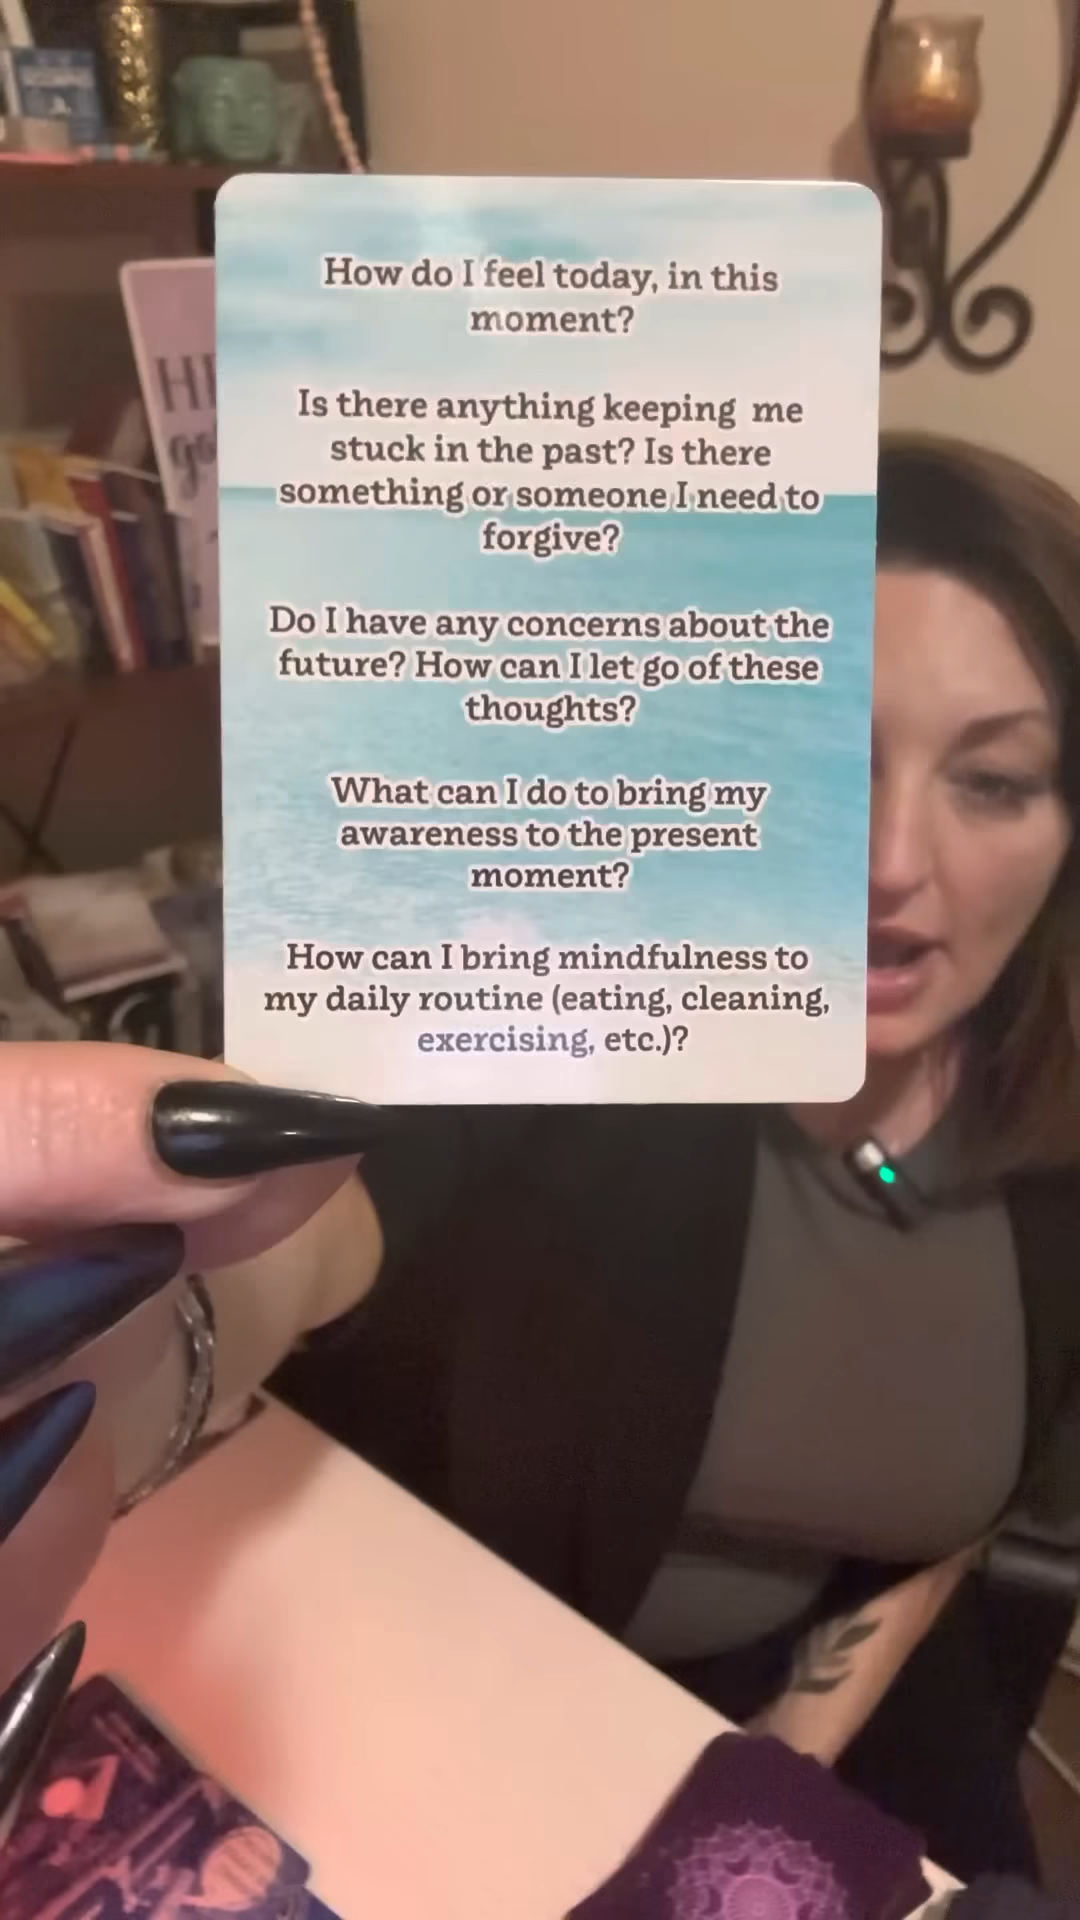 How do I feel today, in this
moment?
Is there anything keeping me
stuck in the past? Is there
something or someone I need to
forgive?
Do I have any concerns about the
future? How can I let go of these
thoughts?
What can I do to bring my
awareness to the present
moment?
How can I bring mindfulness to
my daily routine (eating, cleaning,
exercising, etc.)?